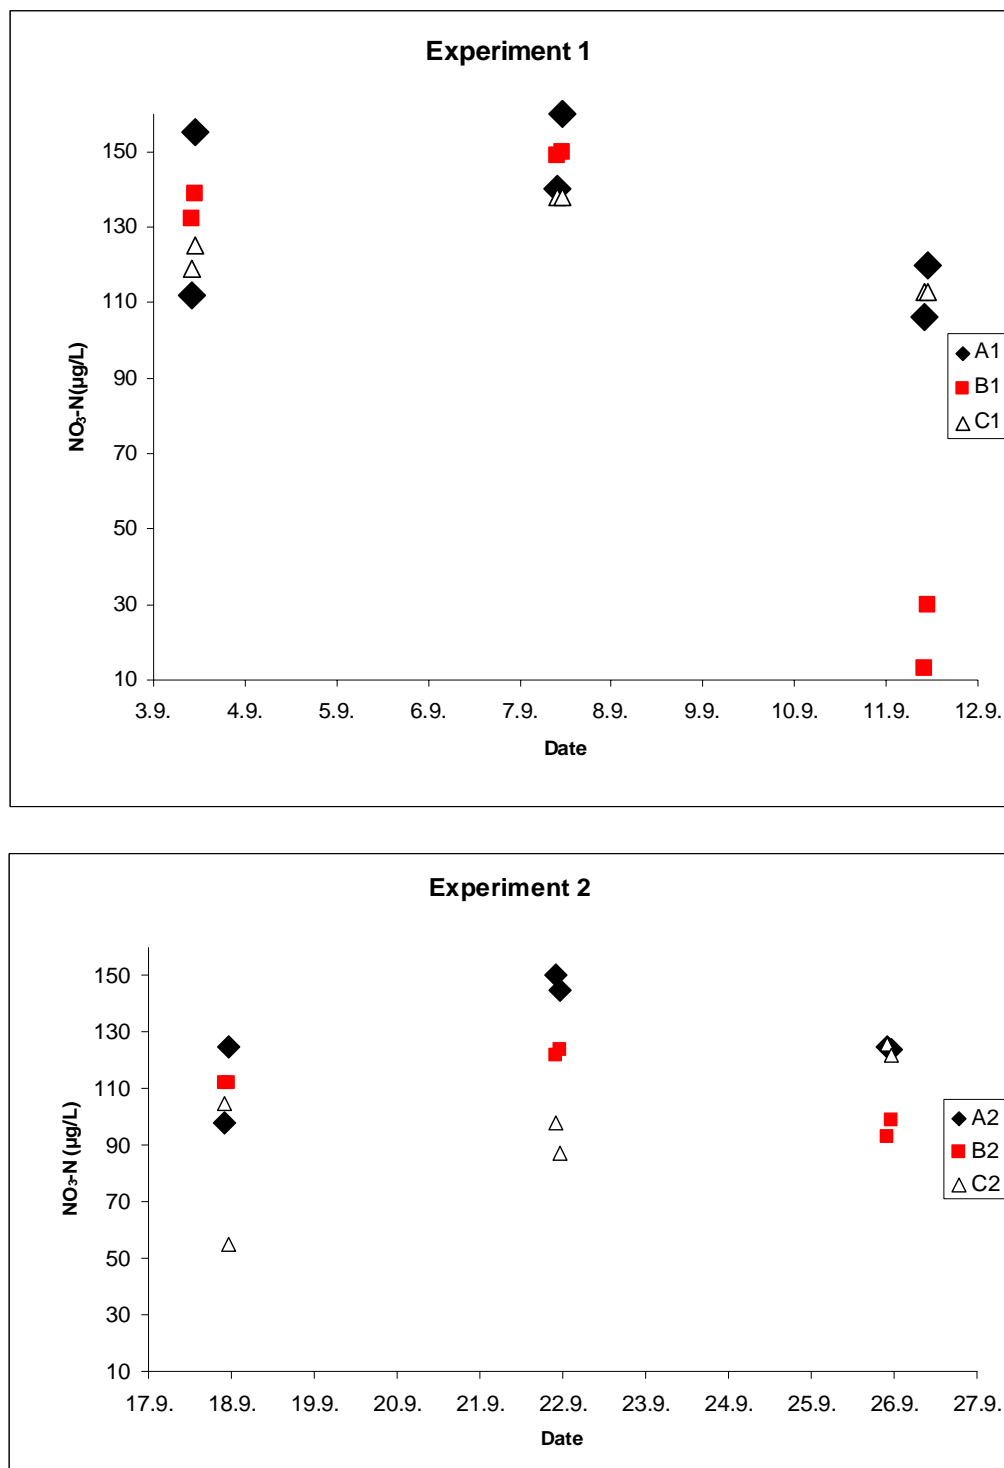 Experiment 1
150
130
110
90
70
50
30
10
NO3-N(µg/L)
3.9. 4.9. 5.9. 6.9. 7.9. 8.9. 9.9. 10.9. 11.9. 12.9.
Date
A1
B1
C1
Experiment 2
150
130
110
90
70
50
30
10
NO3-N (µg/L)
17.9. 18.9. 19.9. 20.9. 21.9. 22.9. 23.9. 24.9. 25.9. 26.9. 27.9.
Date
A2
B2
C2